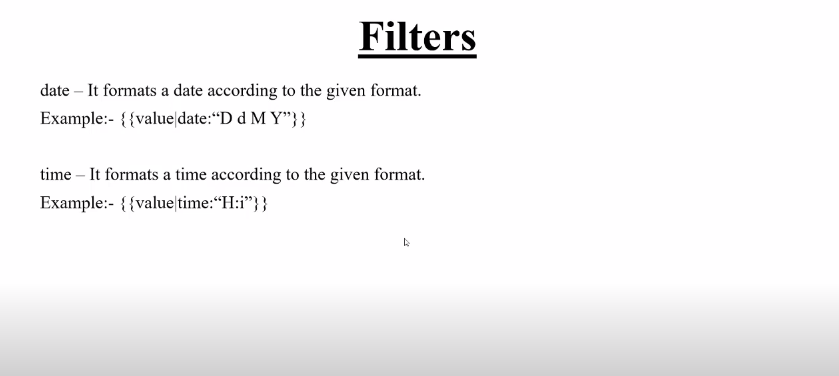 Filters
date – It formats a date according to the given format.
Example:- {{value|date:“D d M Y”}}
time – It formats a time according to the given format.
Example:- {{value|time:“H:i”}}